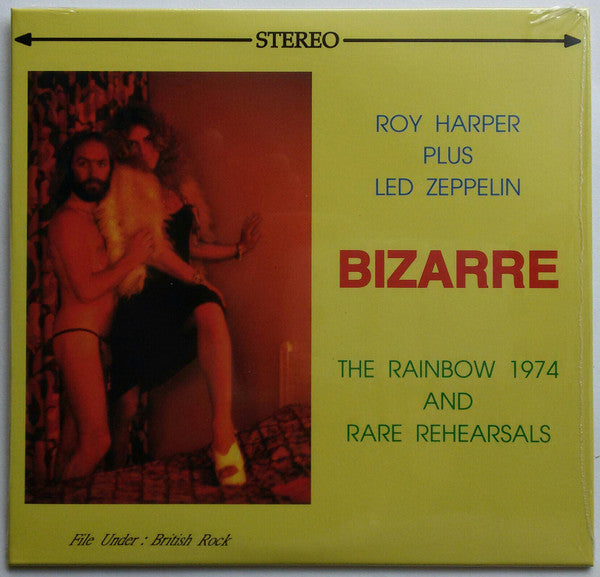 STEREO
ROY HARPER
PLUS
LED ZEPPELIN
BIZARRE
THE RAINBOW 1974
AND
RARE REHEARSALS
File Under : British Rock